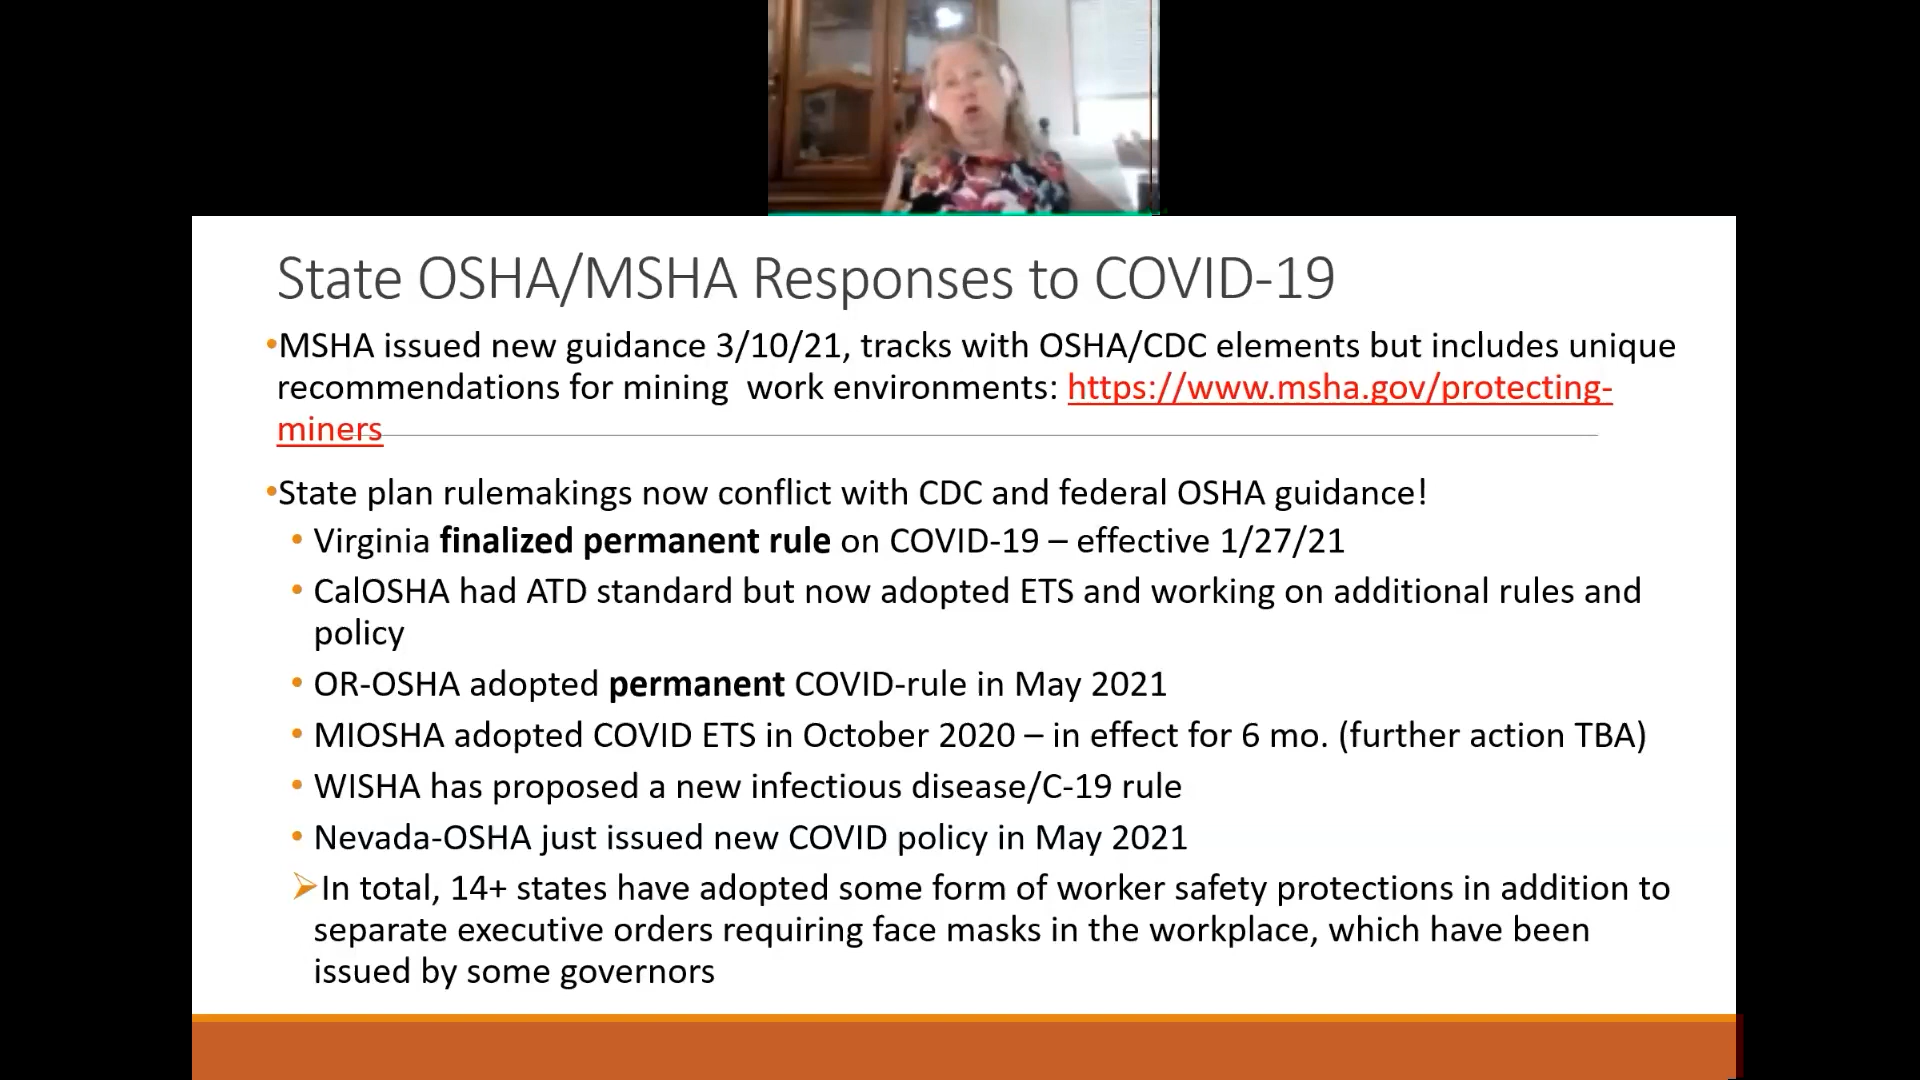 State OSHA/MSHA Responses to COVID-19
•MSHA issued new guidance 3/10/21, tracks with OSHA/CDC elements but includes unique
recommendations for mining work environments: https://www.msha.gov/protecting-
miners
•State plan rulemakings now conflict with CDC and federal OSHA guidance!
• Virginia finalized permanent rule on COVID-19 – effective 1/27/21
• CalOSHA had ATD standard but now adopted ETS and working on additional rules and
policy
• OR-OSHA adopted permanent COVID-rule in May 2021
• MIOSHA adopted COVID ETS in October 2020 – in effect for 6 mo. (further action TBA)
• WISHA has proposed a new infectious disease/C-19 rule
• Nevada-OSHA just issued new COVID policy in May 2021
➢In total, 14+ states have adopted some form of worker safety protections in addition to
separate executive orders requiring face masks in the workplace, which have been
issued by some governors